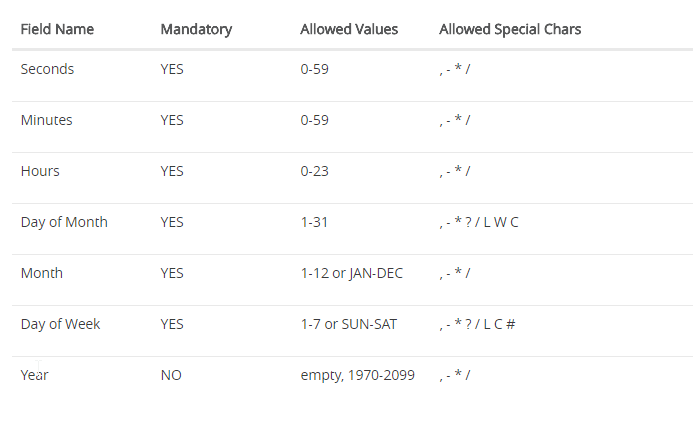 Field Name Mandatory Allowed Values Allowed Special Chars
Seconds YES 0-59 , - * /
Minutes YES 0-59 , - * /
Hours YES 0-23 , - * /
Day of Month YES 1-31 , - * ? / L W C
Month YES 1-12 or JAN-DEC , - * /
Day of Week YES 1-7 or SUN-SAT , - * ? / L C #
Year NO empty, 1970-2099 , - * /